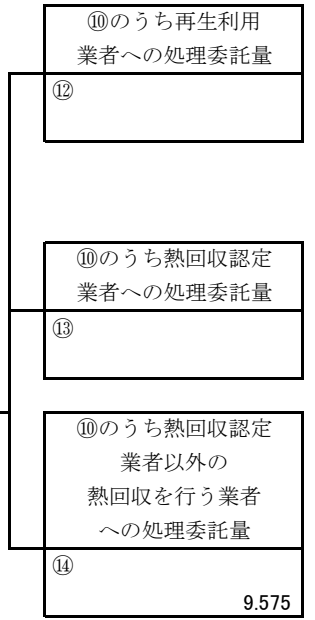 ⑩のうち再生利用
業者への処理委託量
⑫
⑩のうち熱回収認定
業者への処理委託量
⑬
⑩のうち熱回収認定
業者以外の
熱回収を行う業者
への処理委託量
⑭
9.575